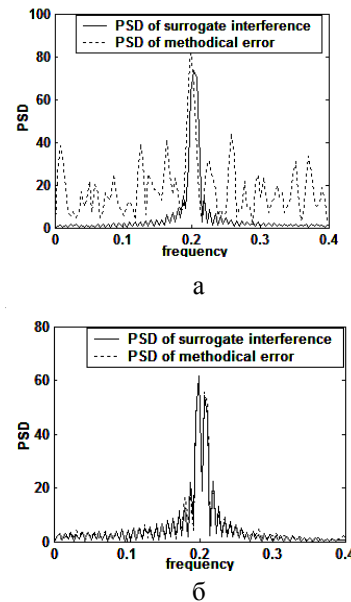 100
80
60
40
20
0
PSD
PSD of surrogate interference
PSD of methodical error
0 0.1 0.2 0.3 0.4
frequency
а
80
60
40
20
0
PSD
PSD of surrogate interference
PSD of methodical error
0 0.1 0.2 0.3 0.4
frequency
б